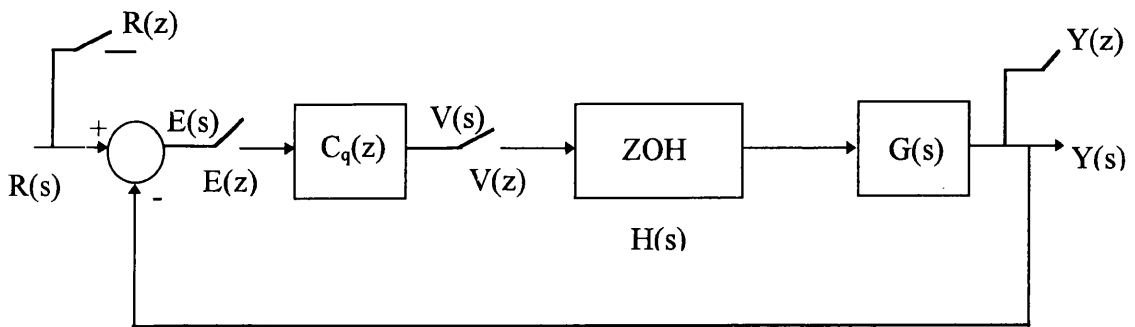 R(z)
Y(z)
+
E(s)
V(s)
C_q(z)
ZOH
G(s)
R(s)
-
E(z)
V(z)
Y(s)
H(s)